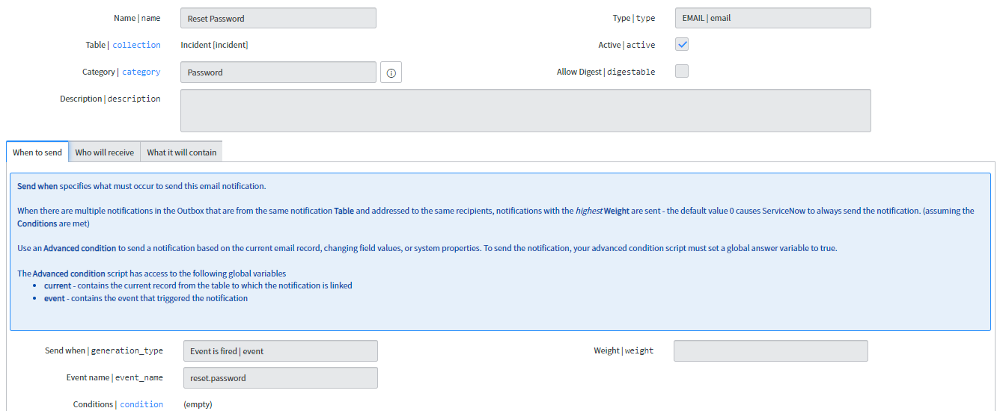 Name | name Reset Password Type | type EMAIL | email
Table | collection Incident [incident] Active | active
Category | category Password Allow Digest | digestable
Description | description
When to send Who will receive What it will contain
Send when specifies what must occur to send this email notification.
When there are multiple notifications in the Outbox that are from the same notification Table and addressed to the same recipients, notifications with the highest Weight are sent - the default value 0 causes ServiceNow to always send the notification. (assuming the
Conditions are met)
Use an Advanced condition to send a notification based on the current email record, changing field values, or system properties. To send the notification, your advanced condition script must set a global answer variable to true.
The Advanced condition script has access to the following global variables
• current - contains the current record from the table to which the notification is linked
• event - contains the event that triggered the notification
Send when | generation_type Event is fired | event Weight | weight
Event name | event_name reset.password
Conditions | condition (empty)